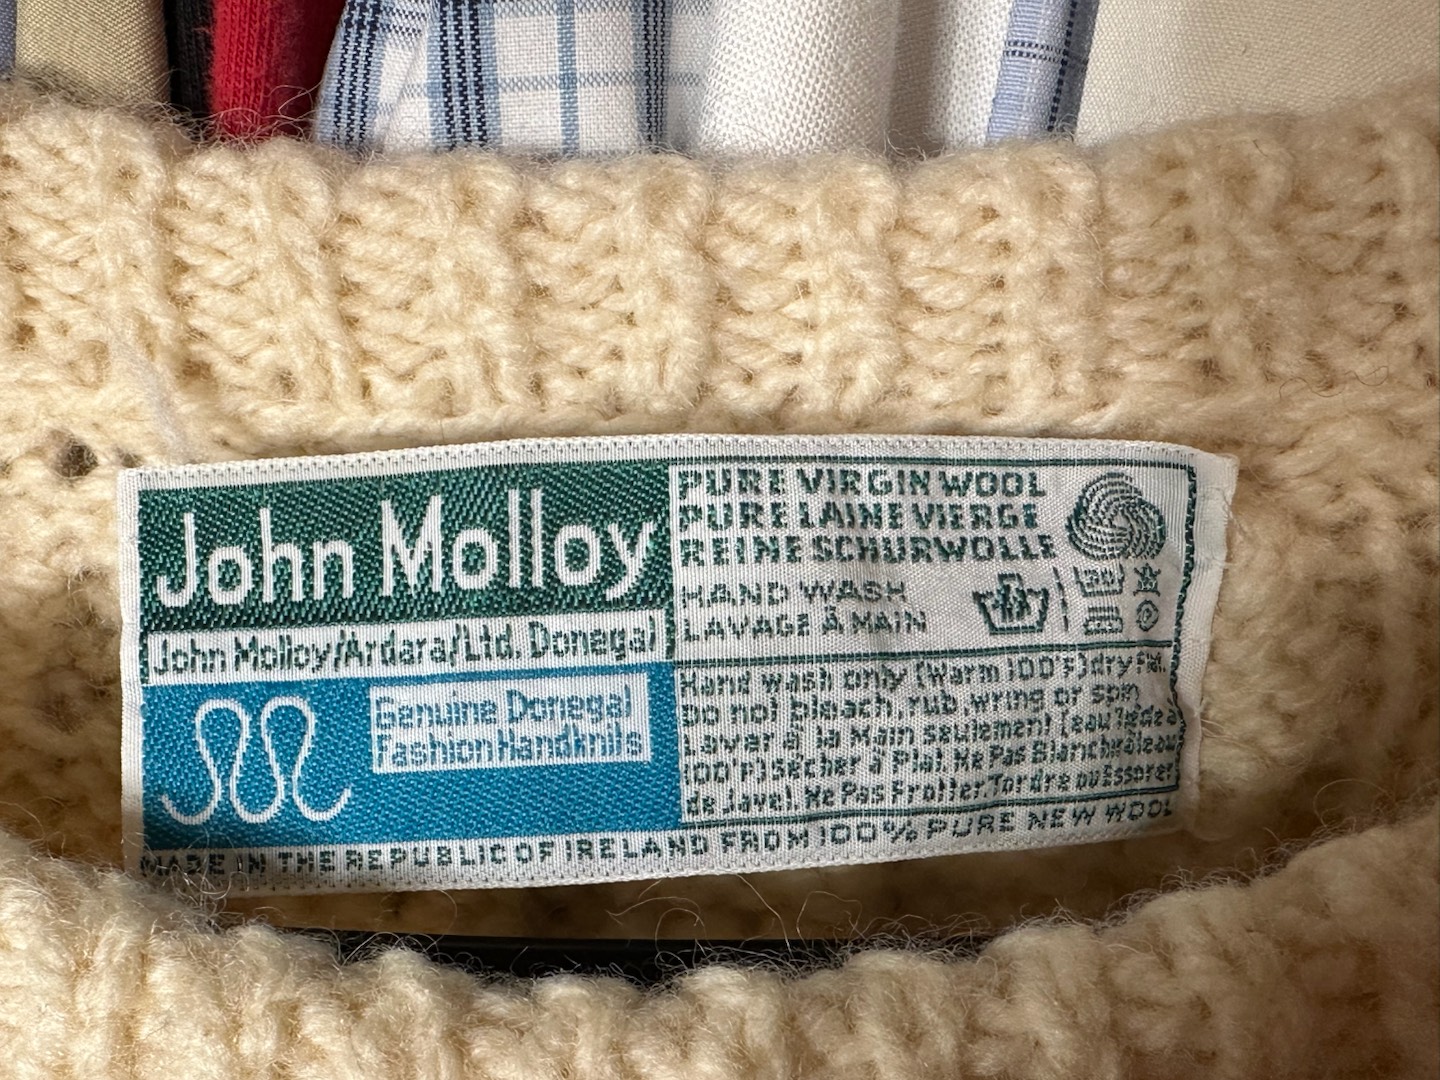 John Molloy
John Molloy/Ardara/Ltd. Donegal
Genuine Donegal
Fashion Handknits
PURE VIRGIN WOOL
PURE LAINE VIERGE
REINE SCHURWOLLE
HAND WASH
LAVAGE À MAIN
Hand wash only (Warm 100°F) dry Flat.
Do not bleach, rub, wring or spin
Laver à la Main seulement (eau Tiède à
100°F) sécher à Plat. Ne Pas Blanchir à l'eau
de Javel. Ne Pas Frotter. Tordre ou Essorer
MADE IN THE REPUBLIC OF IRELAND FROM 100% PURE NEW WOOL